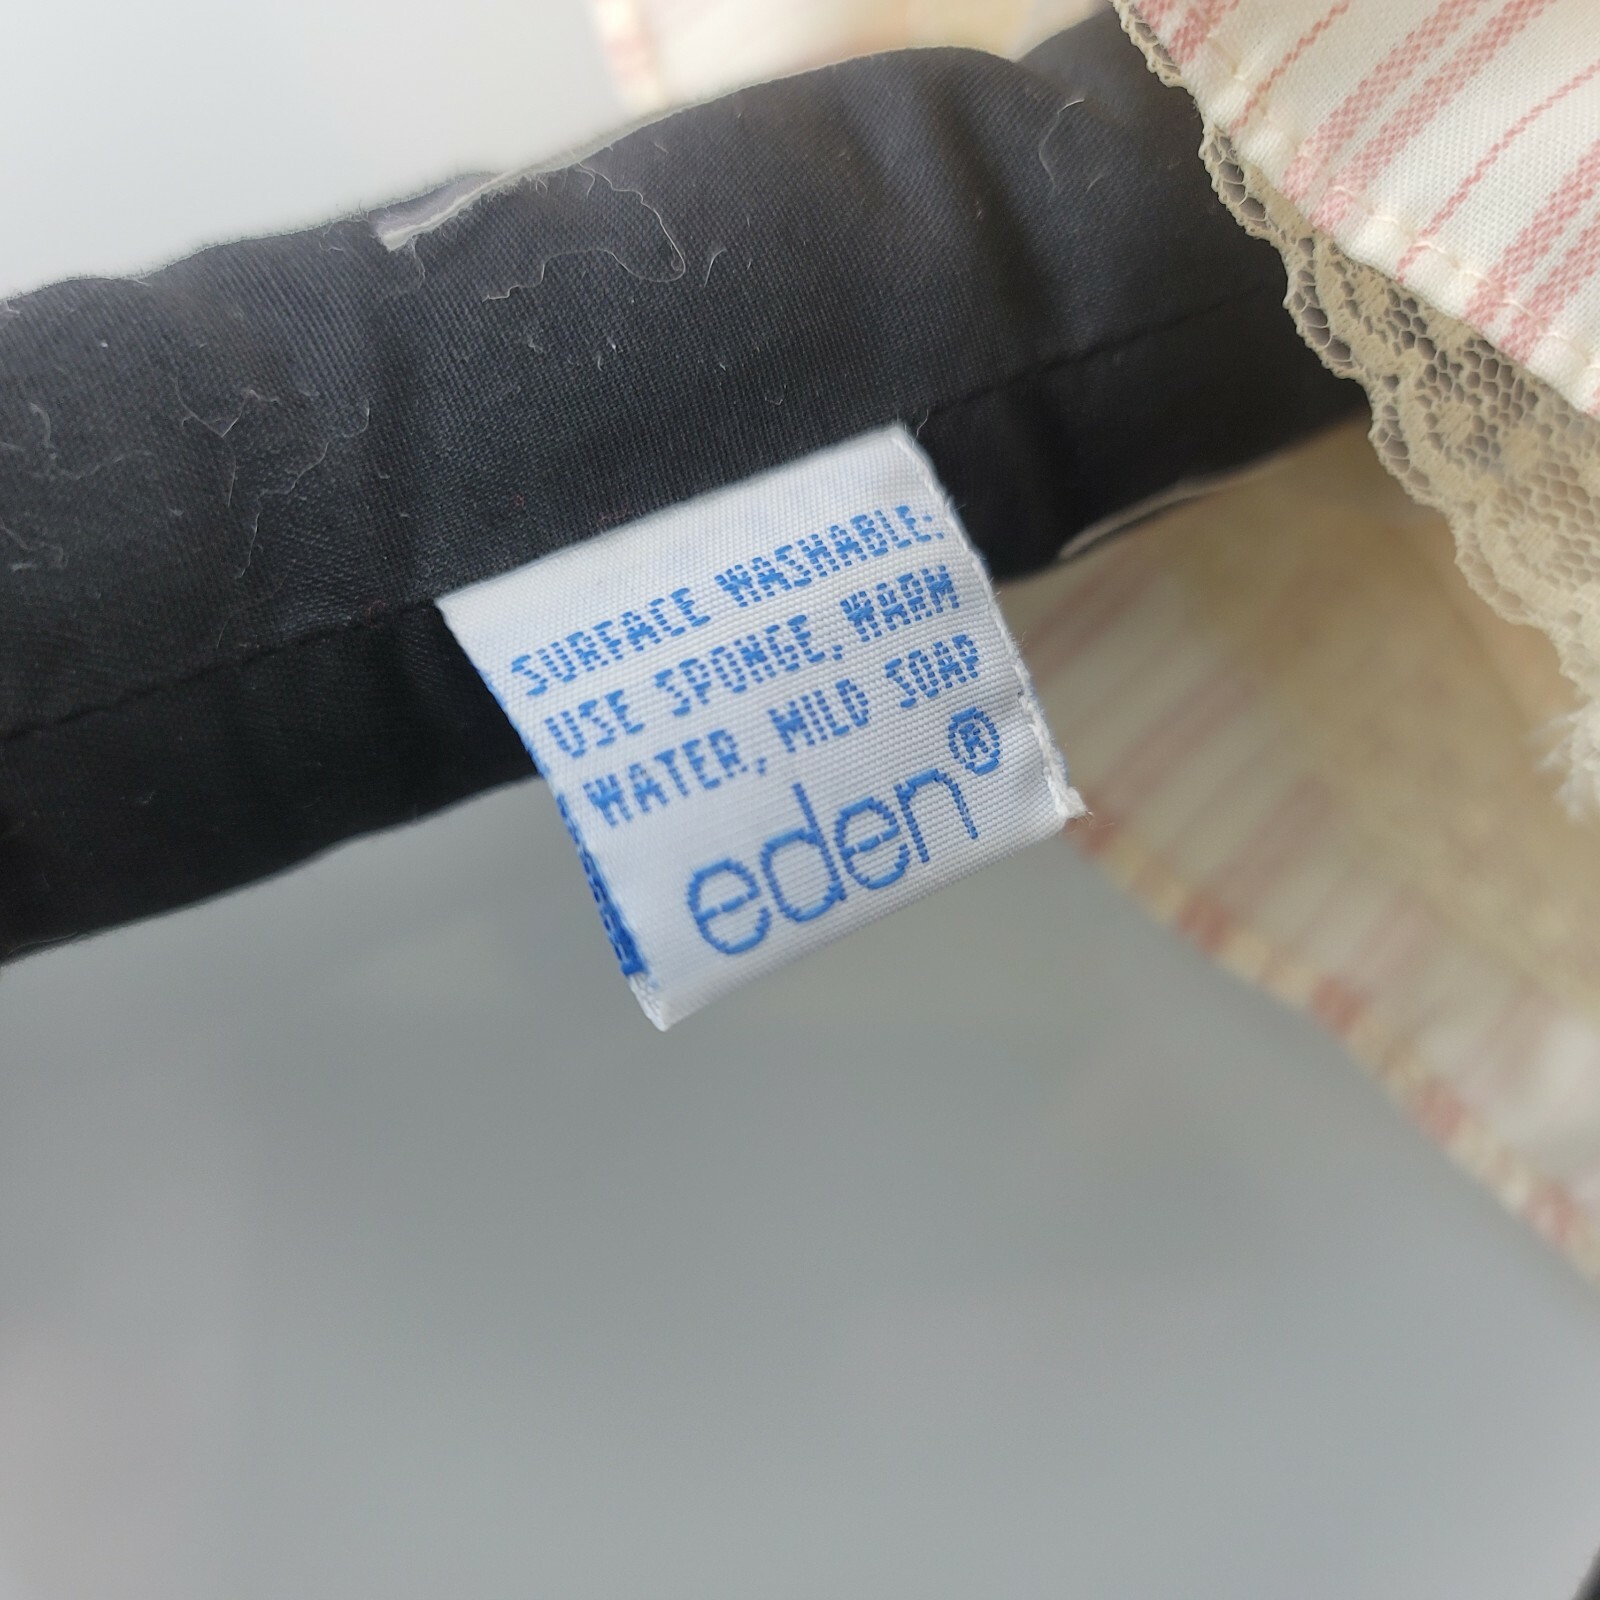 SURFACE WASHABLE:
USE SPONGE, WARM
WATER, MILD SOAP
eden®